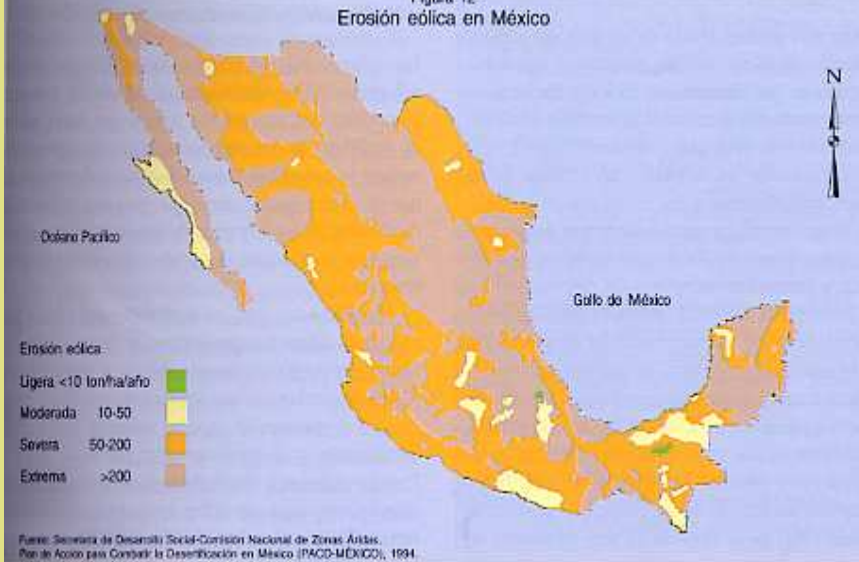 Figura 12
Erosión eólica en México
N
Océano Pacífico
Golfo de México
Erosión eólica
Ligera <10 ton/ha/año
Moderada 10-50
Severa 50-200
Extrema >200
Fuente: Secretaría de Desarrollo Social-Comisión Nacional de Zonas Áridas.
Plan de Acción para Combatir la Desertificación en México (PACD-MÉXICO), 1994.